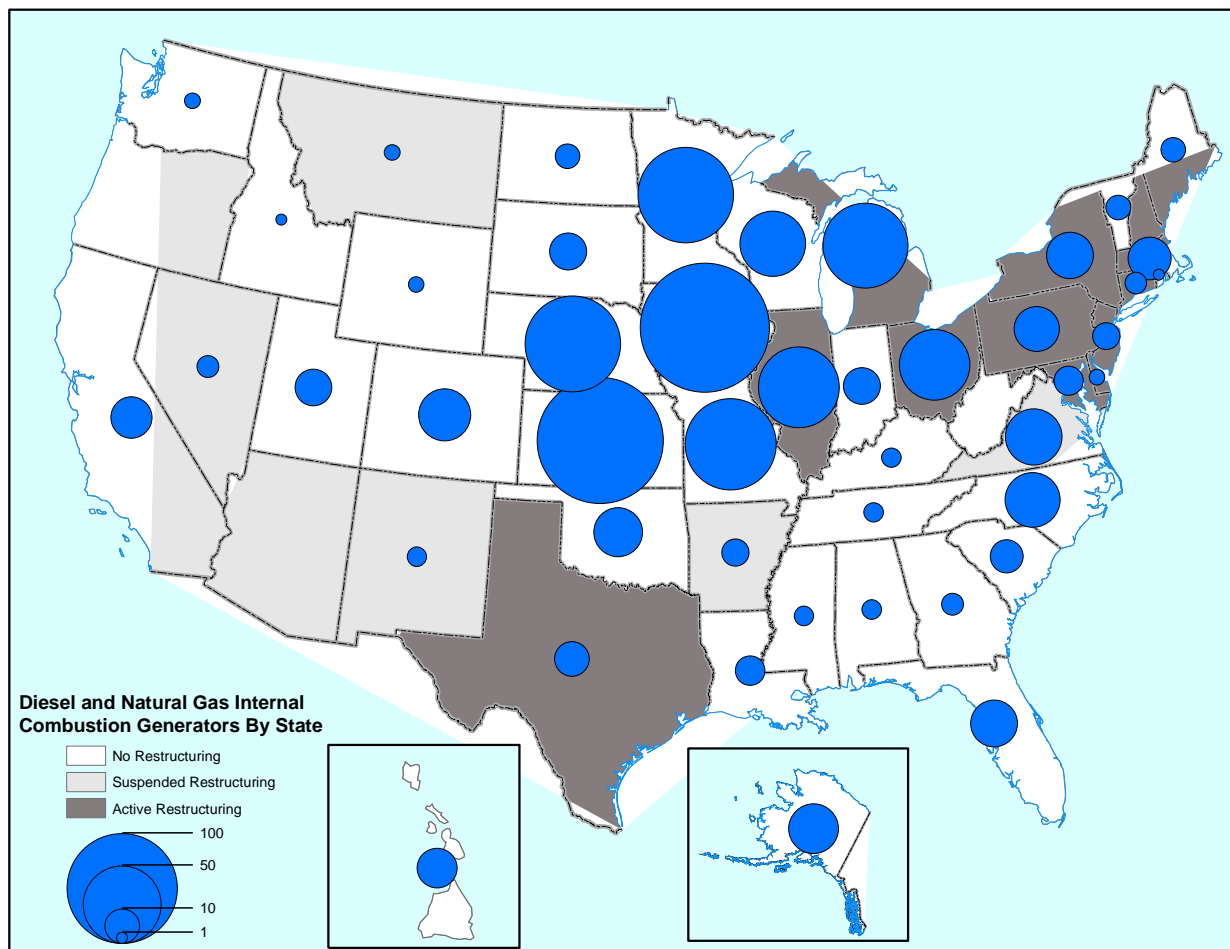 Diesel and Natural Gas Internal
Combustion Generators By State
No Restructuring
Suspended Restructuring
Active Restructuring
100
50
10
1